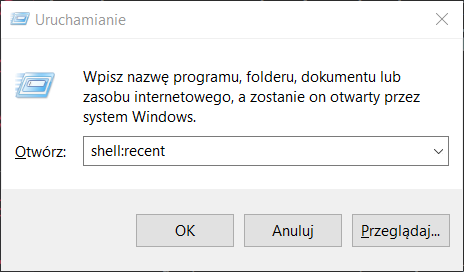 Uruchamianie
Wpisz nazwę programu, folderu, dokumentu lub
zasobu internetowego, a zostanie on otwarty przez
system Windows.
Otwórz: shell:recent
OK Anuluj Przeglądaj...